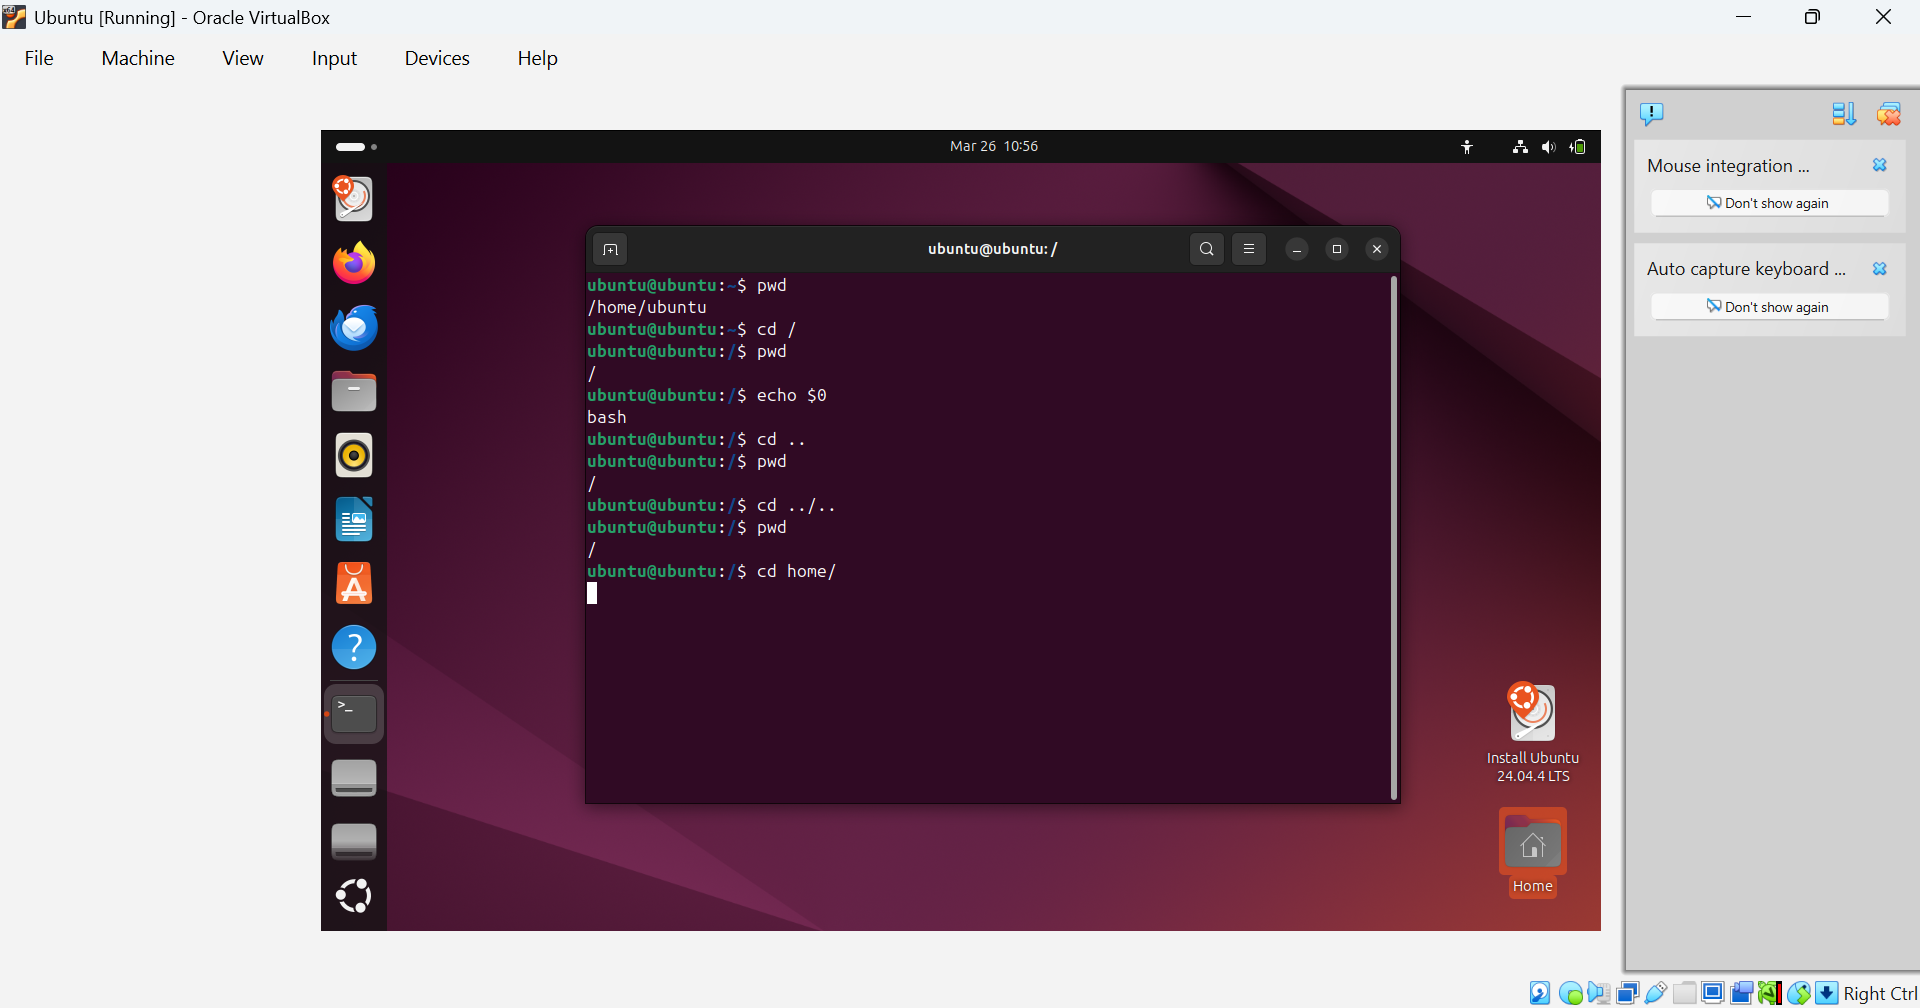 Ubuntu [Running] - Oracle VirtualBox
File Machine View Input Devices Help
Mar 26 10:56
ubuntu@ubuntu: /
ubuntu@ubuntu:~$ pwd
/home/ubuntu
ubuntu@ubuntu:~$ cd /
ubuntu@ubuntu:/$ pwd
/
ubuntu@ubuntu:/$ echo $0
bash
ubuntu@ubuntu:/$ cd ..
ubuntu@ubuntu:/$ pwd
/
ubuntu@ubuntu:/$ cd ../..
ubuntu@ubuntu:/$ pwd
/
ubuntu@ubuntu:/$ cd home/
Install Ubuntu
24.04.4 LTS
Home
Mouse integration ...
Don't show again
Auto capture keyboard ...
Don't show again
Right Ctrl